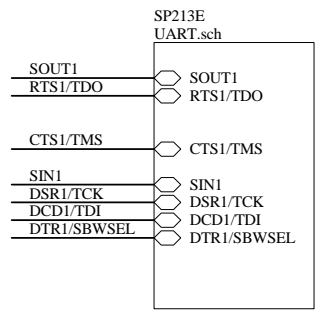 SP213E
UART.sch
SOUT1 SOUT1
RTS1/TDO RTS1/TDO
CTS1/TMS CTS1/TMS
SIN1 SIN1
DSR1/TCK DSR1/TCK
DCD1/TDI DCD1/TDI
DTR1/SBWSEL DTR1/SBWSEL